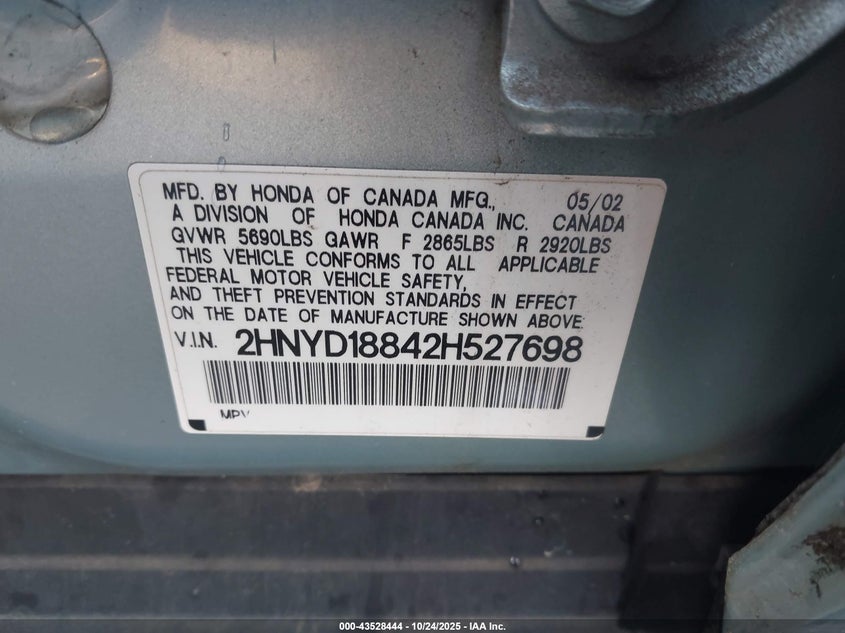 MFD. BY HONDA OF CANADA MFG., 05/02
A DIVISION OF HONDA CANADA INC. CANADA
GVWR 5690LBS GAWR F 2865LBS R 2920LBS
THIS VEHICLE CONFORMS TO ALL APPLICABLE
FEDERAL MOTOR VEHICLE SAFETY,
AND THEFT PREVENTION STANDARDS IN EFFECT
ON THE DATE OF MANUFACTURE SHOWN ABOVE.
V.I.N. 2HNYD18842H527698
MPV
000-43528444 | 10/24/2025 - IAA Inc.